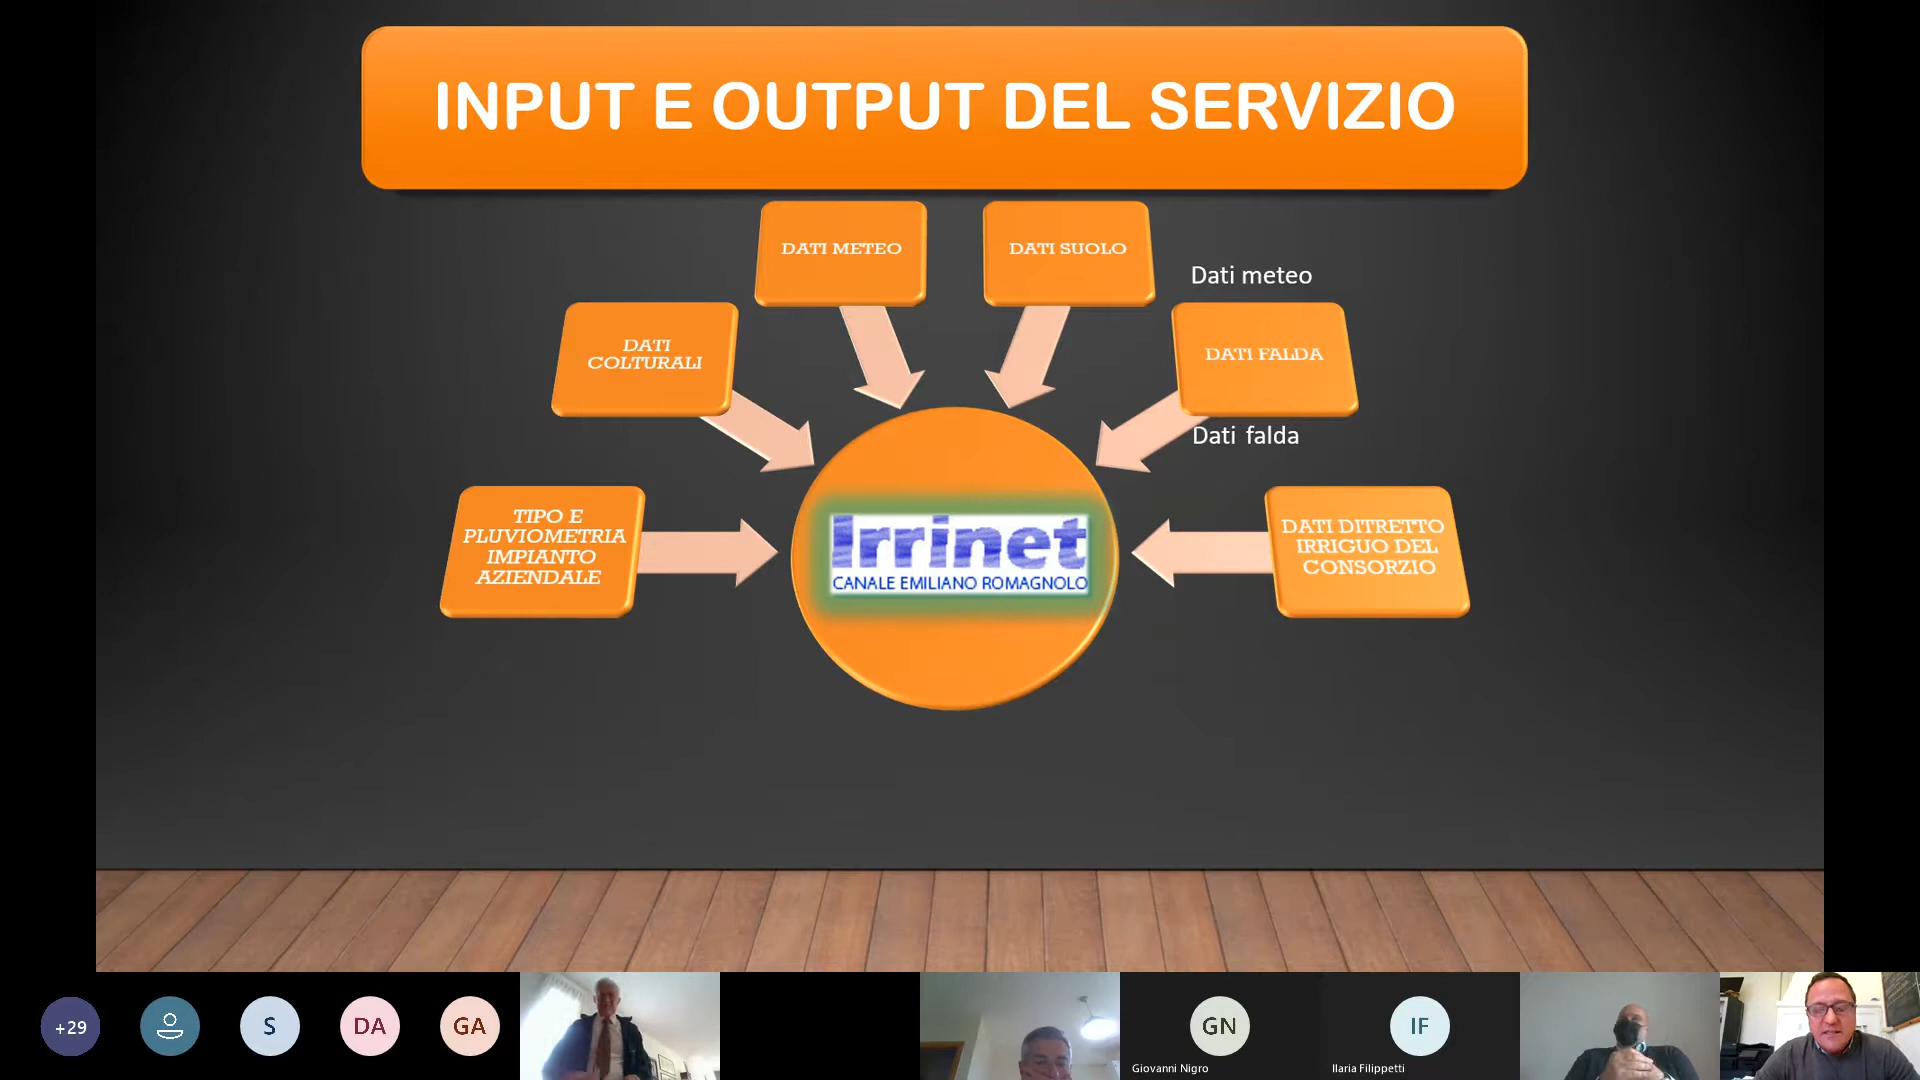 INPUT E OUTPUT DEL SERVIZIO
DATI METEO
DATI SUOLO
Dati meteo
DATI
COLTURALI
DATI FALDA
Dati falda
TIPO E
PLUVIOMETRIA
IMPIANTO
AZIENDALE
DATI DITRETTO
IRRIGUO DEL
CONSORZIO
Irrinet
CANALE EMILIANO ROMAGNOLO
+29
S
DA
GA
GN
Giovanni Nigro
IF
Ilaria Filippetti